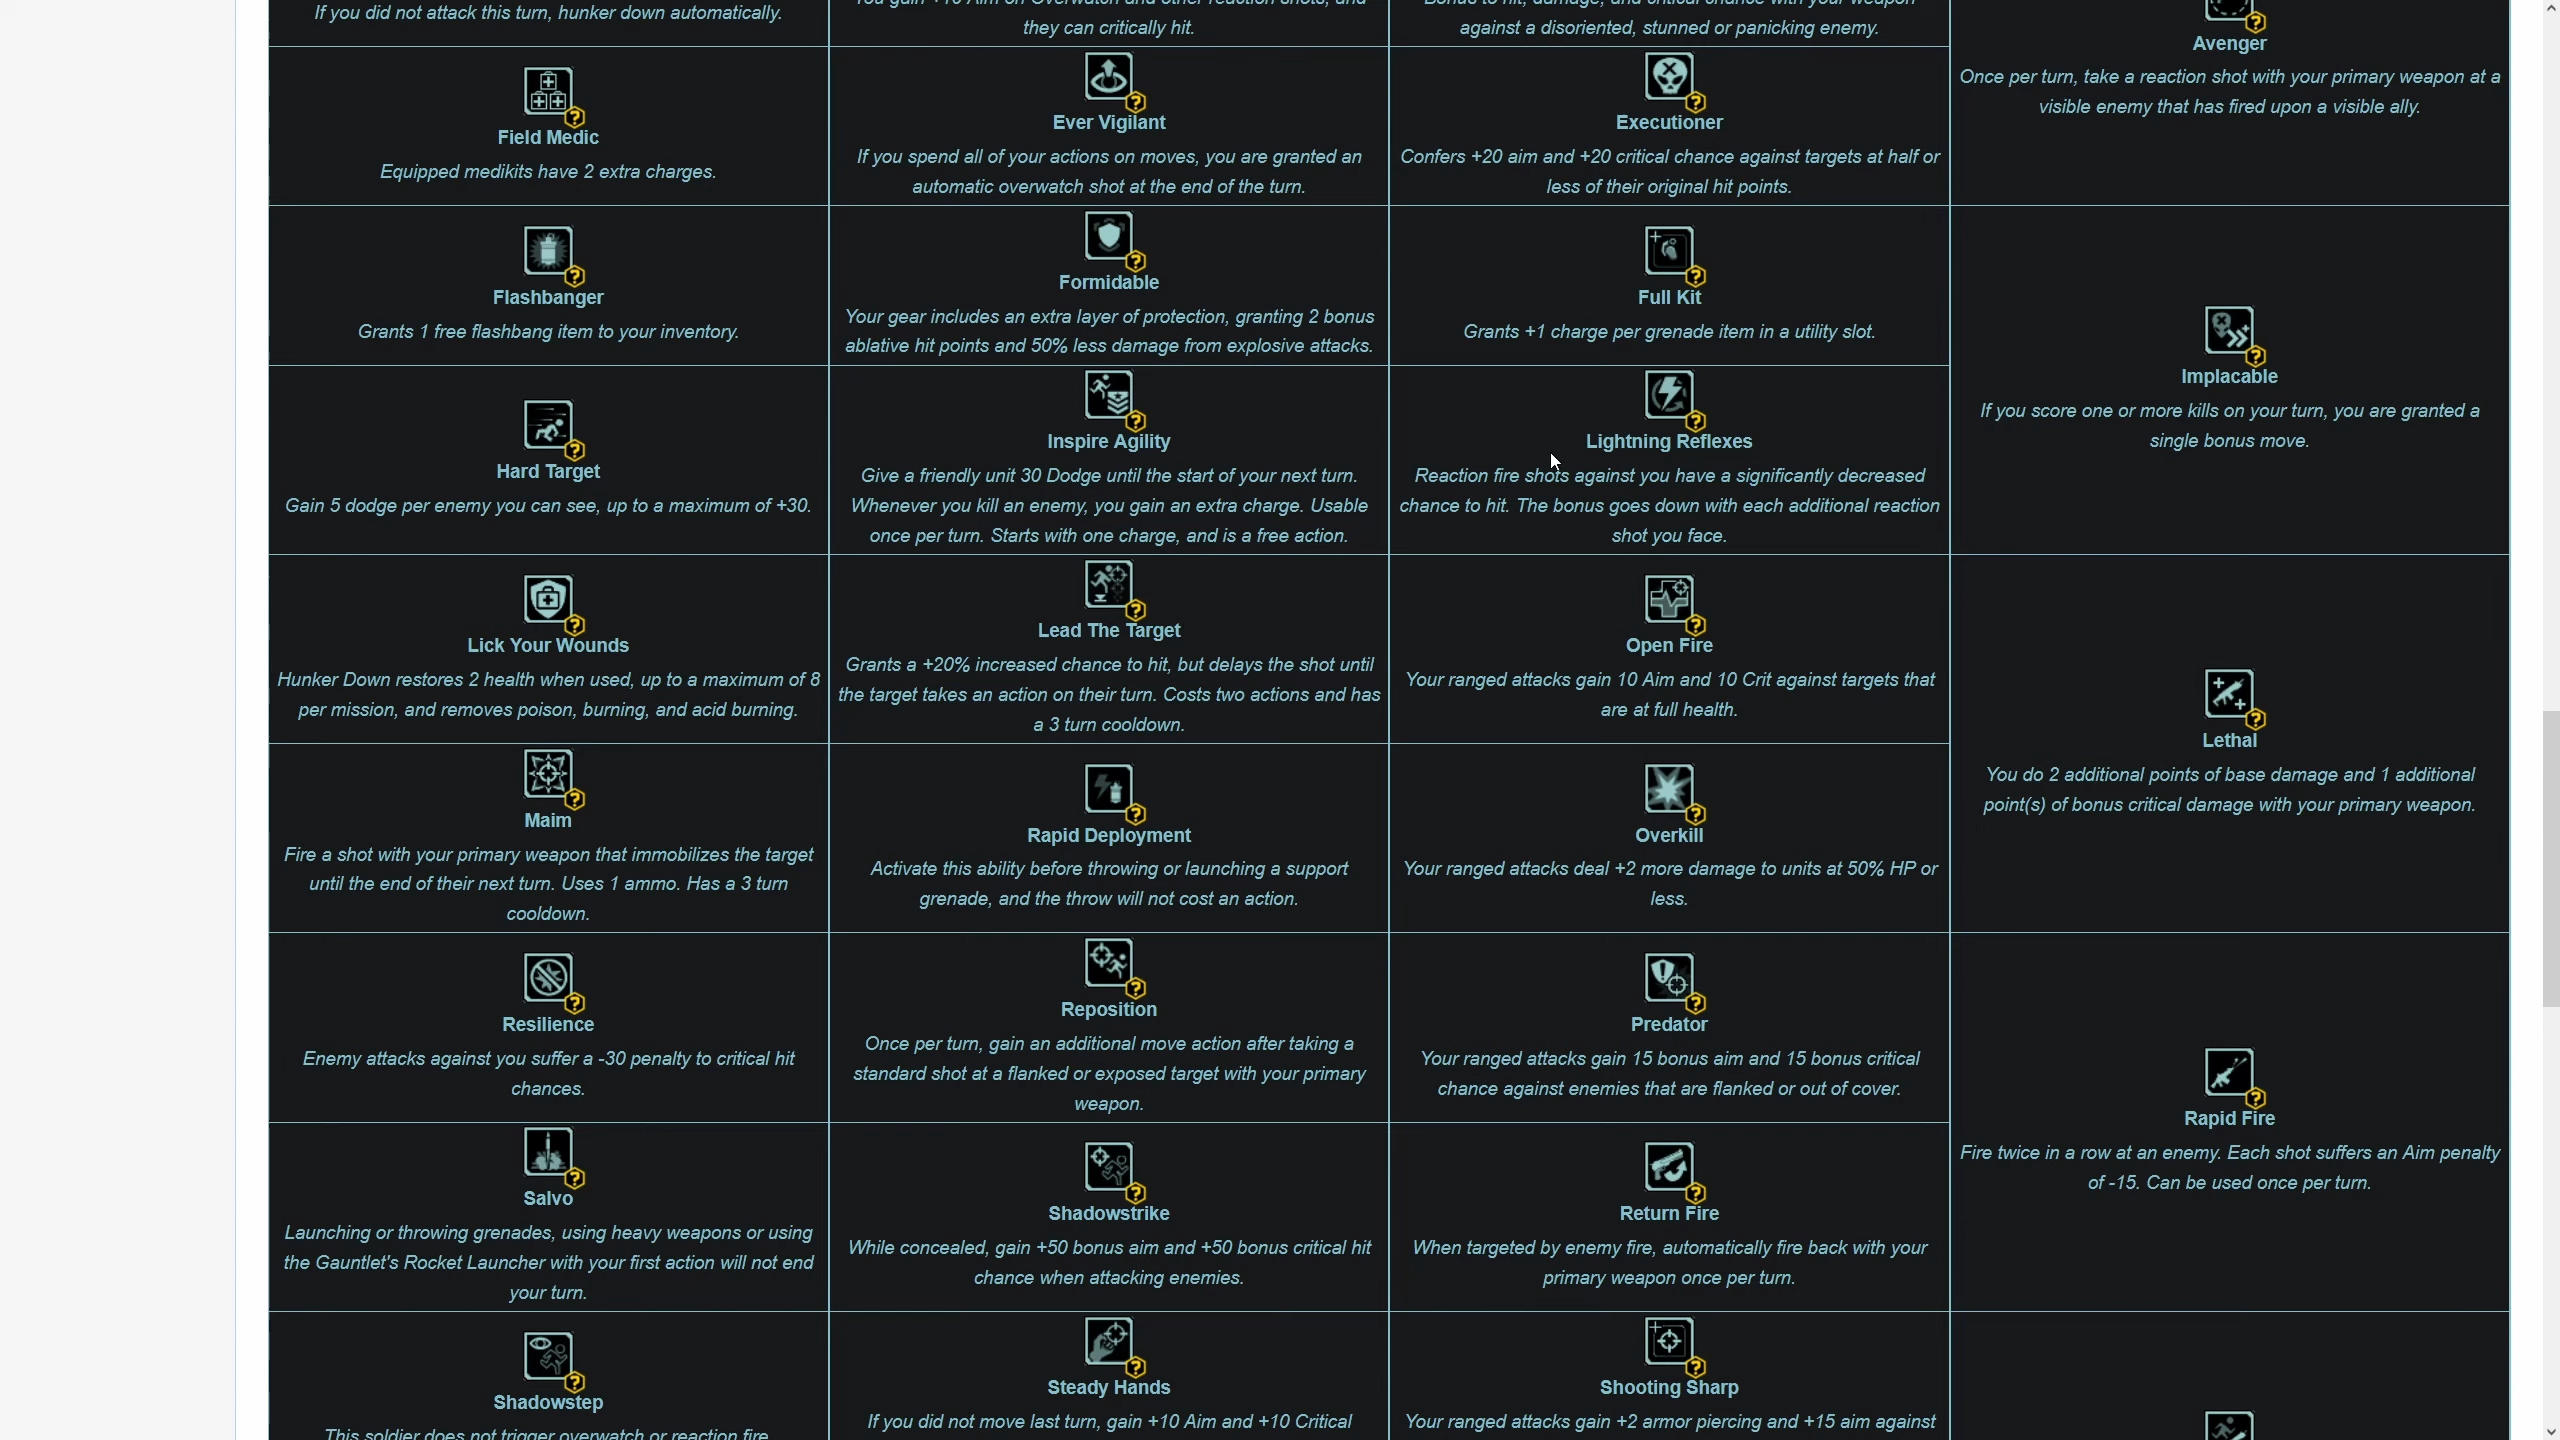 If you did not attack this turn, hunker down automatically.
they can critically hit.
against a disoriented, stunned or panicking enemy.
Avenger
Once per turn, take a reaction shot with your primary weapon at a
visible enemy that has fired upon a visible ally.
Field Medic
Equipped medikits have 2 extra charges.
Ever Vigilant
If you spend all of your actions on moves, you are granted an
automatic overwatch shot at the end of the turn.
Executioner
Confers +20 aim and +20 critical chance against targets at half or
less of their original hit points.
Flashbanger
Grants 1 free flashbang item to your inventory.
Formidable
Your gear includes an extra layer of protection, granting 2 bonus
ablative hit points and 50% less damage from explosive attacks.
Full Kit
Grants +1 charge per grenade item in a utility slot.
Implacable
If you score one or more kills on your turn, you are granted a
single bonus move.
Hard Target
Gain 5 dodge per enemy you can see, up to a maximum of +30.
Inspire Agility
Give a friendly unit 30 Dodge until the start of your next turn.
Whenever you kill an enemy, you gain an extra charge. Usable
once per turn. Starts with one charge, and is a free action.
Lightning Reflexes
Reaction fire shots against you have a significantly decreased
chance to hit. The bonus goes down with each additional reaction
shot you face.
Lick Your Wounds
Hunker Down restores 2 health when used, up to a maximum of 8
per mission, and removes poison, burning, and acid burning.
Lead The Target
Grants a +20% increased chance to hit, but delays the shot until
the target takes an action on their turn. Costs two actions and has
a 3 turn cooldown.
Open Fire
Your ranged attacks gain 10 Aim and 10 Crit against targets that
are at full health.
Lethal
You do 2 additional points of base damage and 1 additional
point(s) of bonus critical damage with your primary weapon.
Maim
Fire a shot with your primary weapon that immobilizes the target
until the end of their next turn. Uses 1 ammo. Has a 3 turn
cooldown.
Rapid Deployment
Activate this ability before throwing or launching a support
grenade, and the throw will not cost an action.
Overkill
Your ranged attacks deal +2 more damage to units at 50% HP or
less.
Resilience
Enemy attacks against you suffer a -30 penalty to critical hit
chances.
Reposition
Once per turn, gain an additional move action after taking a
standard shot at a flanked or exposed target with your primary
weapon.
Predator
Your ranged attacks gain 15 bonus aim and 15 bonus critical
chance against enemies that are flanked or out of cover.
Rapid Fire
Fire twice in a row at an enemy. Each shot suffers an Aim penalty
of -15. Can be used once per turn.
Salvo
Launching or throwing grenades, using heavy weapons or using
the Gauntlet's Rocket Launcher with your first action will not end
your turn.
Shadowstrike
While concealed, gain +50 bonus aim and +50 bonus critical hit
chance when attacking enemies.
Return Fire
When targeted by enemy fire, automatically fire back with your
primary weapon once per turn.
Shadowstep
This soldier does not trigger overwatch or reaction fire.
Steady Hands
If you did not move last turn, gain +10 Aim and +10 Critical
Shooting Sharp
Your ranged attacks gain +2 armor piercing and +15 aim against